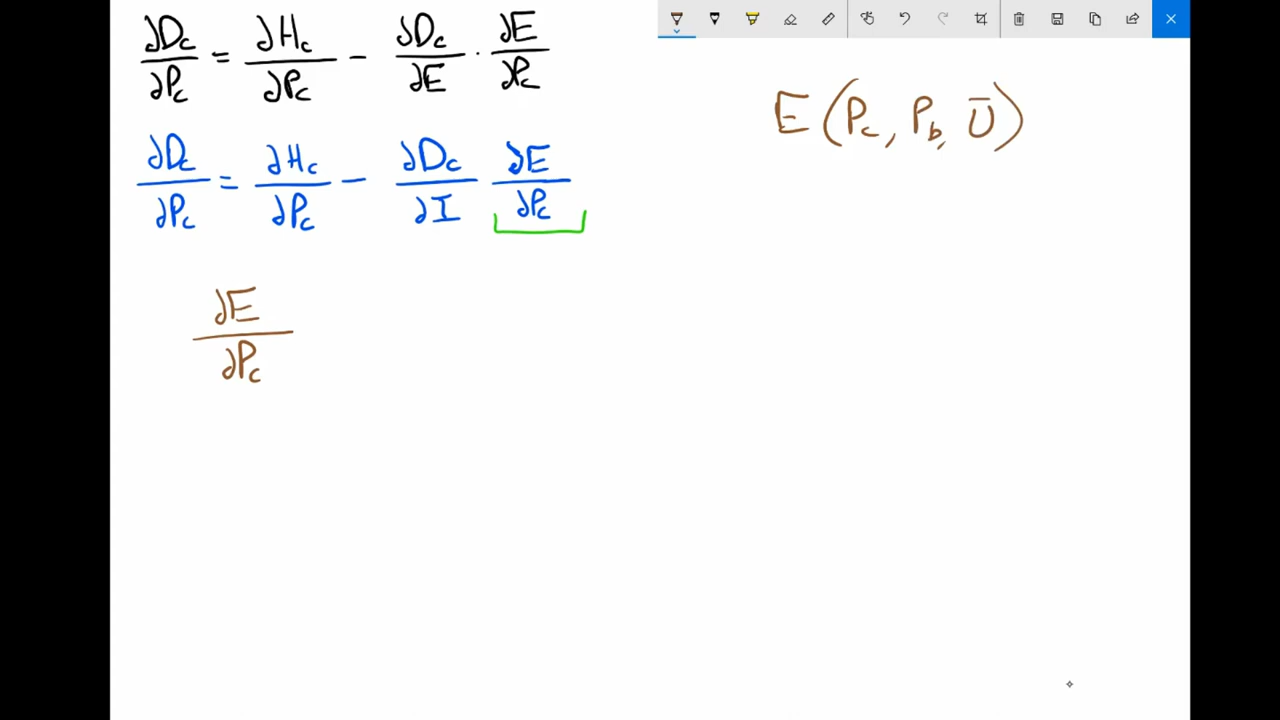 ∂Dc/∂Pc = ∂Hc/∂Pc − ∂Dc/∂E · ∂E/∂Pc
∂Dc/∂Pc = ∂Hc/∂Pc − ∂Dc/∂I ∂E/∂Pc
∂E/∂Pc
E(Pc, Pb, Ū)